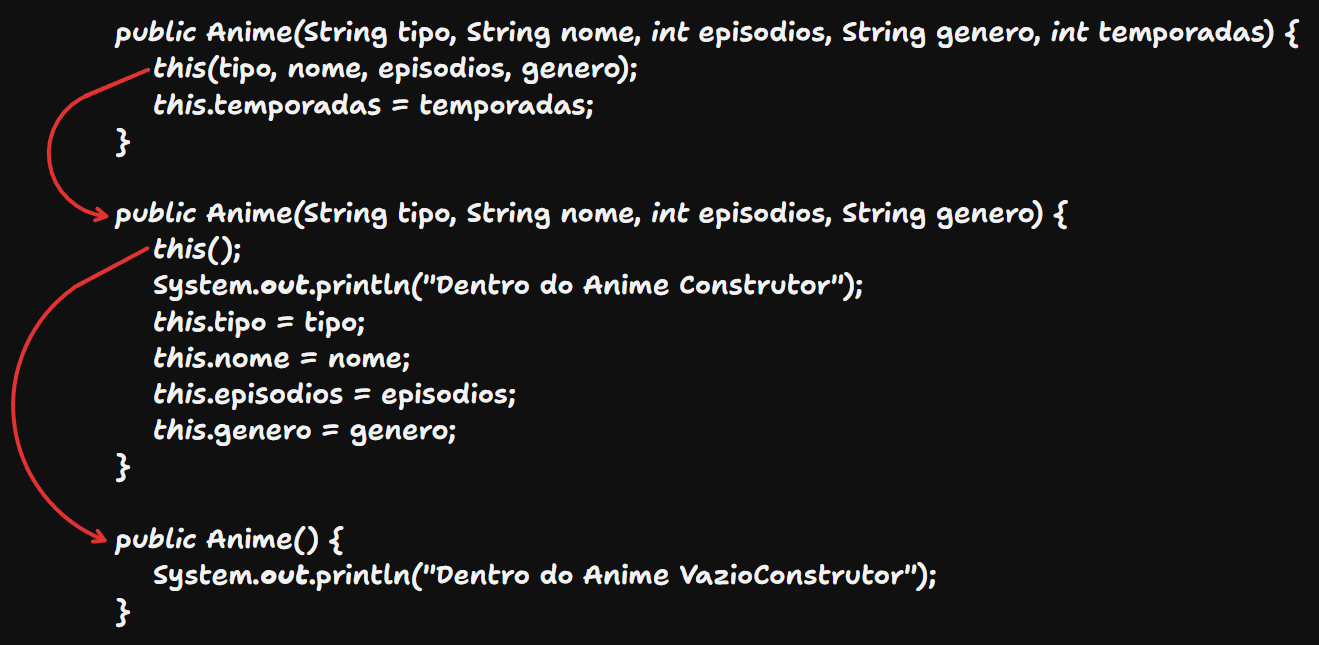 public Anime(String tipo, String nome, int episodios, String genero, int temporadas) {
this(tipo, nome, episodios, genero);
this.temporadas = temporadas;
}
public Anime(String tipo, String nome, int episodios, String genero) {
this();
System.out.println("Dentro do Anime Construtor");
this.tipo = tipo;
this.nome = nome;
this.episodios = episodios;
this.genero = genero;
}
public Anime() {
System.out.println("Dentro do Anime VazioConstrutor");
}